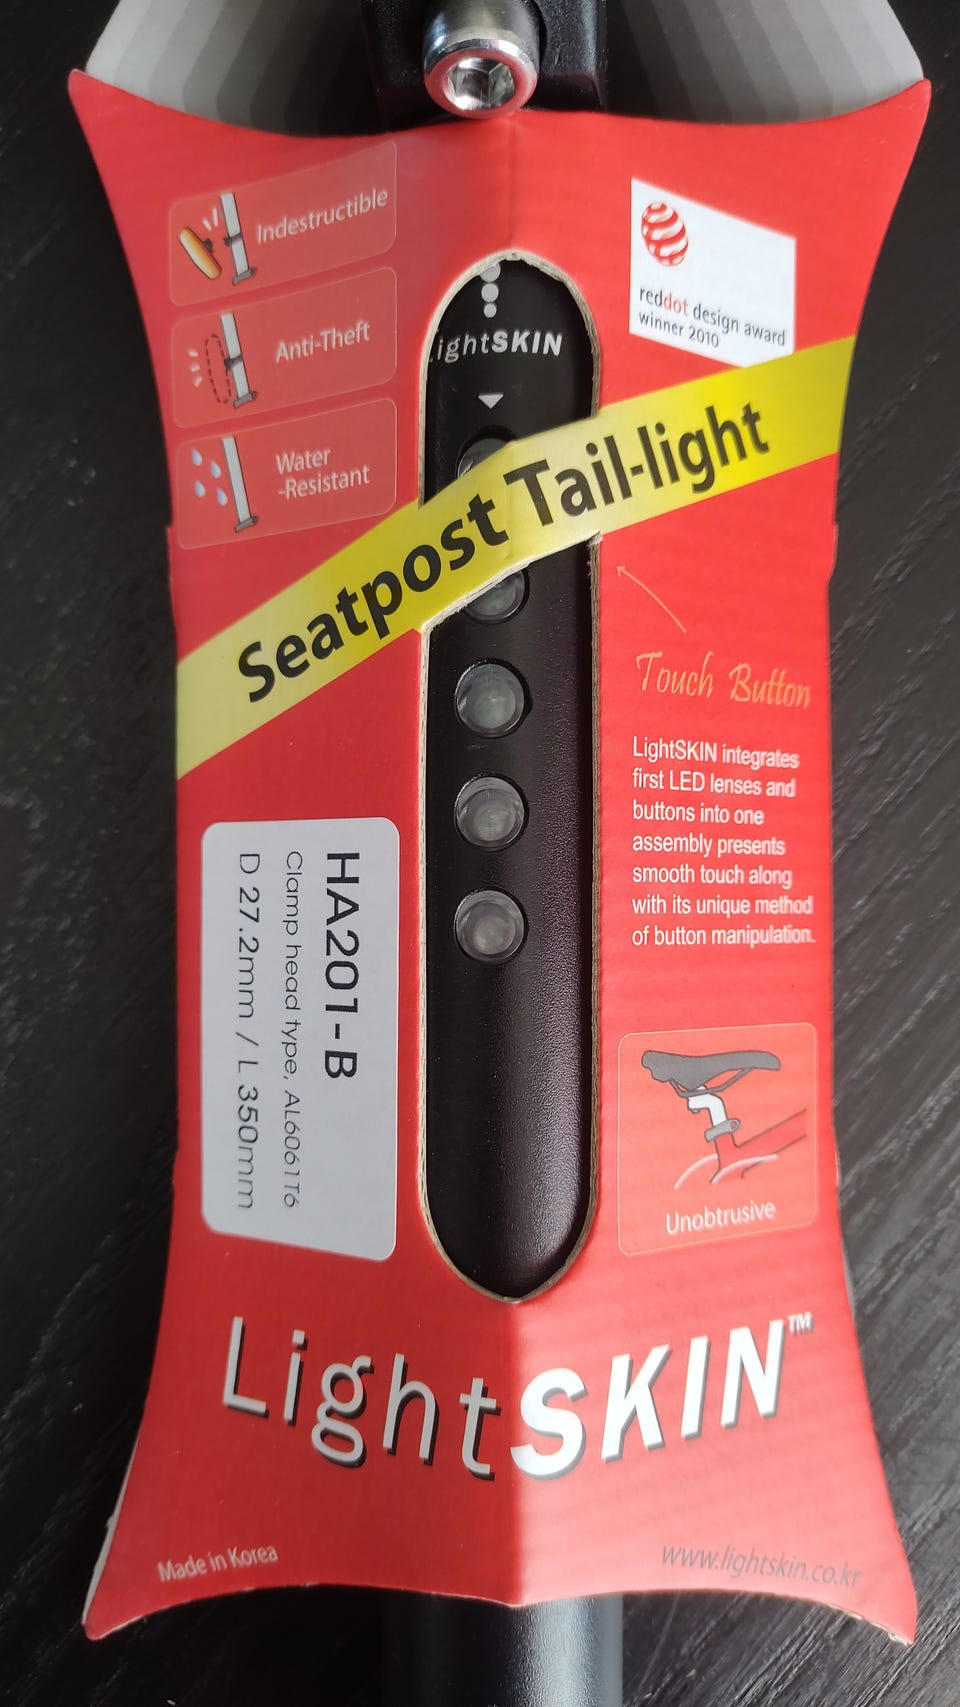 Indestructible
Anti-Theft
Water
-Resistant
reddot design award
winner 2010
LightSKIN
Seatpost Tail-light
Touch Button
LightSKIN integrates
first LED lenses and
buttons into one
assembly presents
smooth touch along
with its unique method
of button manipulation.
HA201-B
Clamp head type, AL6061T6
D 27.2mm / L 350mm
Unobtrusive
LightSKIN™
Made in Korea
www.lightskin.co.kr